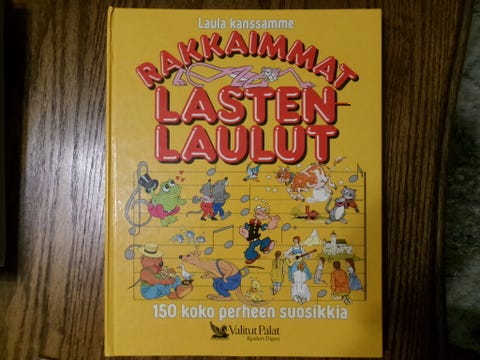 Laula kanssamme
RAKKAIMMAT
LASTEN-
LAULUT
150 koko perheen suosikkia
Valitut Palat
Reader's Digest